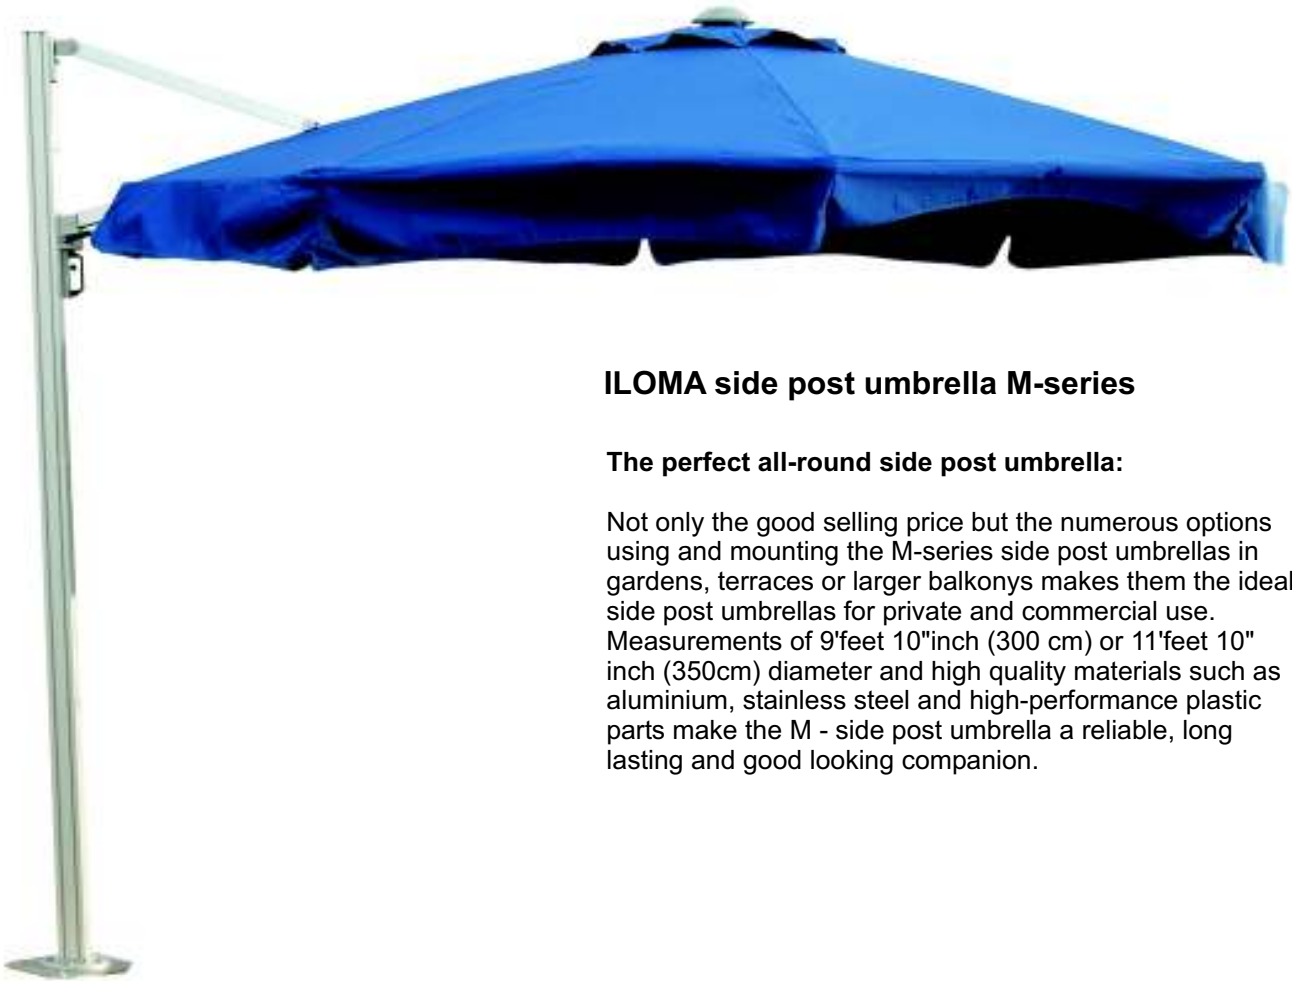 ILOMA side post umbrella M-series
The perfect all-round side post umbrella:
Not only the good selling price but the numerous options
using and mounting the M-series side post umbrellas in
gardens, terraces or larger balkonys makes them the ideal
side post umbrellas for private and commercial use.
Measurements of 9'feet 10"inch (300 cm) or 11'feet 10"
inch (350cm) diameter and high quality materials such as
aluminium, stainless steel and high-performance plastic
parts make the M - side post umbrella a reliable, long
lasting and good looking companion.